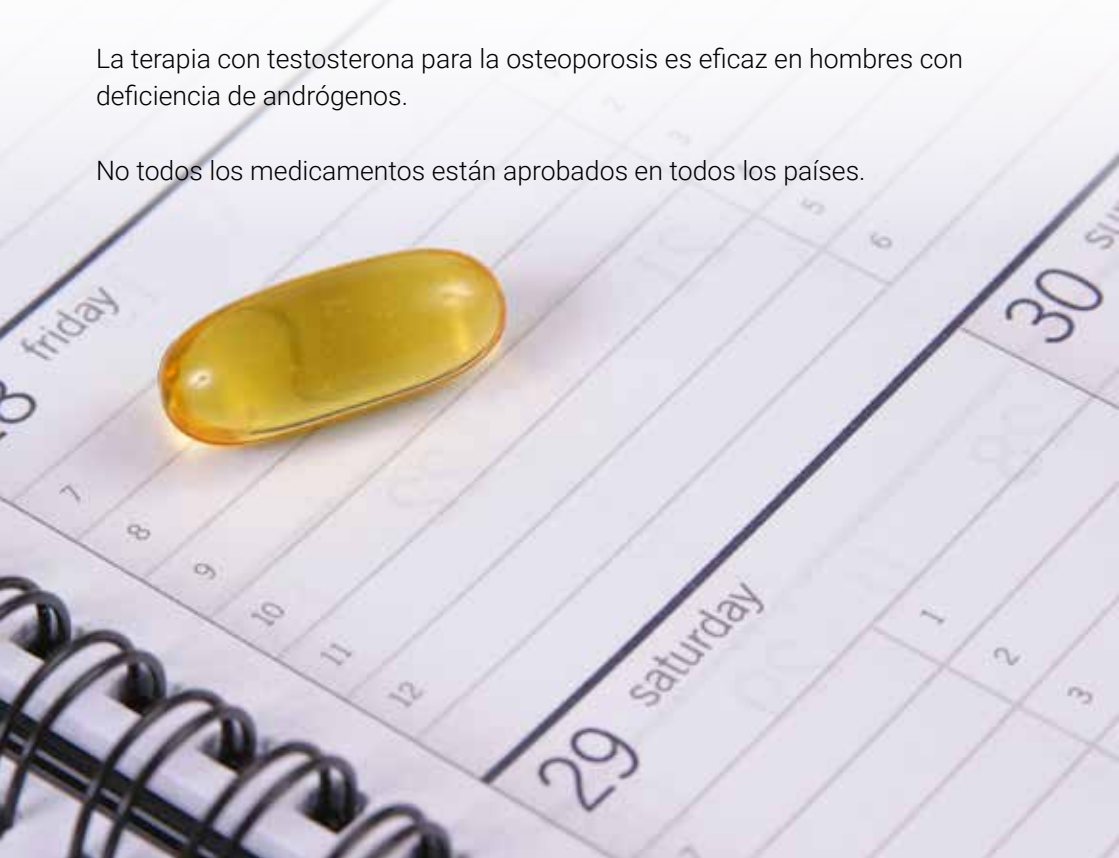 La terapia con testosterona para la osteoporosis es eficaz en hombres con
deficiencia de andrógenos.
No todos los medicamentos están aprobados en todos los países.
friday
7
8
9
10
11
12
2
3
5
6
29 saturday
1
2
3
30